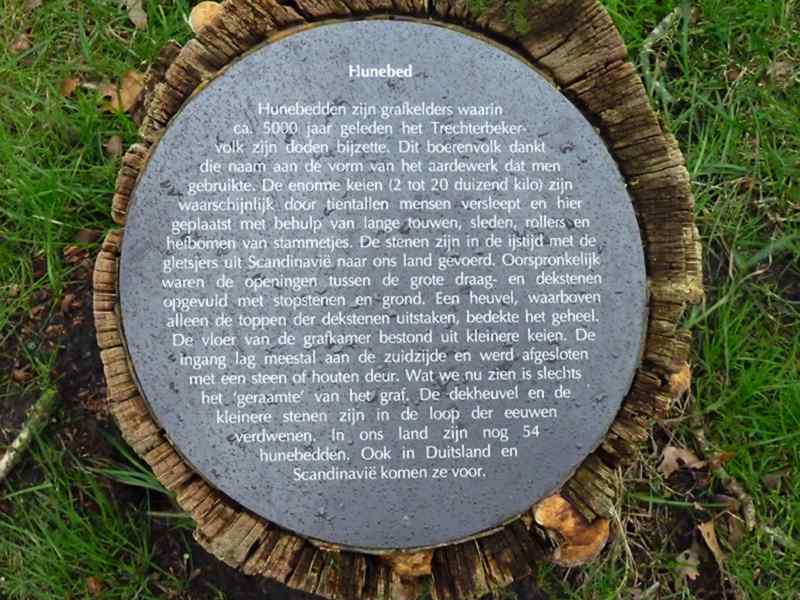 Hunebed
Hunebedden zijn grafkelders waarin
ca. 5000 jaar geleden het Trechterbeker-
volk zijn doden bijzette. Dit boerenvolk dankt
die naam aan de vorm van het aardewerk dat men
gebruikte. De enorme keien (2 tot 20 duizend kilo) zijn
waarschijnlijk door tientallen mensen versleept en hier
geplaatst met behulp van lange touwen, sleden, rollers en
hefbomen van stammetjes. De stenen zijn in de ijstijd met de
gletsjers uit Scandinavië naar ons land gevoerd. Oorspronkelijk
waren de openingen tussen de grote draag- en dekstenen
opgevuld met stopstenen en grond. Een heuvel, waarboven
alleen de toppen der dekstenen uitstaken, bedekte het geheel.
De vloer van de grafkamer bestond uit kleinere keien. De
ingang lag meestal aan de zuidzijde en werd afgesloten
met een steen of houten deur. Wat we nu zien is slechts
het 'geraamte' van het graf. De dekheuvel en de
kleinere stenen zijn in de loop der eeuwen
verdwenen. In ons land zijn nog 54
hunebedden. Ook in Duitsland en
Scandinavië komen ze voor.